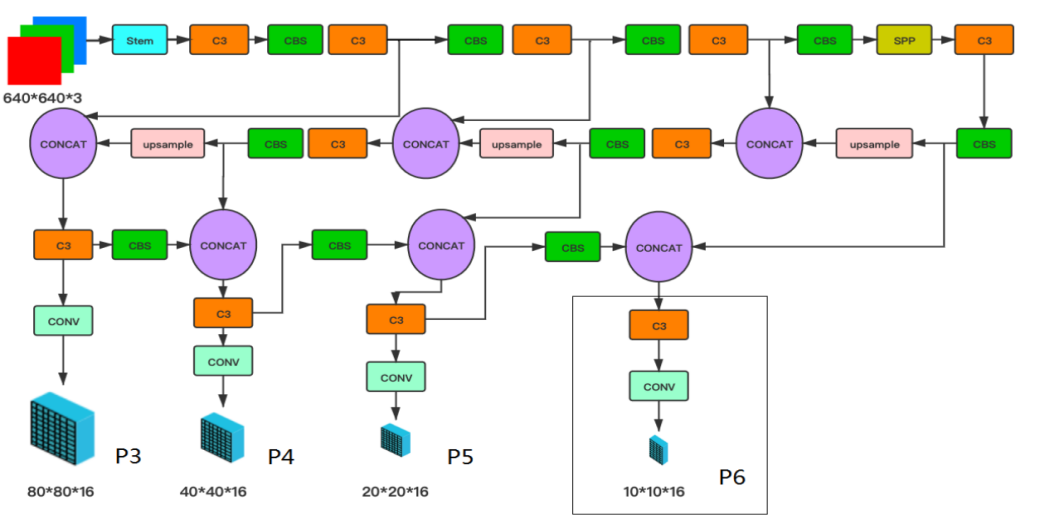 Stem C3 CBS C3 CBS C3 CBS C3 CBS SPP C3
640*640*3
CONCAT upsample CBS C3 CONCAT upsample CBS C3 CONCAT upsample CBS
C3 CBS CONCAT CBS CONCAT CBS CONCAT
C3 C3 C3
CONV CONV CONV CONV
P3 P4 P5 P6
80*80*16 40*40*16 20*20*16 10*10*16